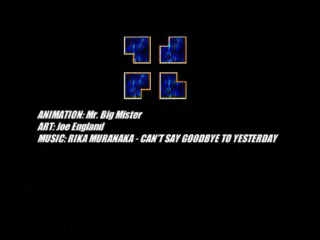 ANIMATION: Mr. Big Mister
ART: Joe England
MUSIC: RIKA MURANAKA - CAN'T SAY GOODBYE TO YESTERDAY